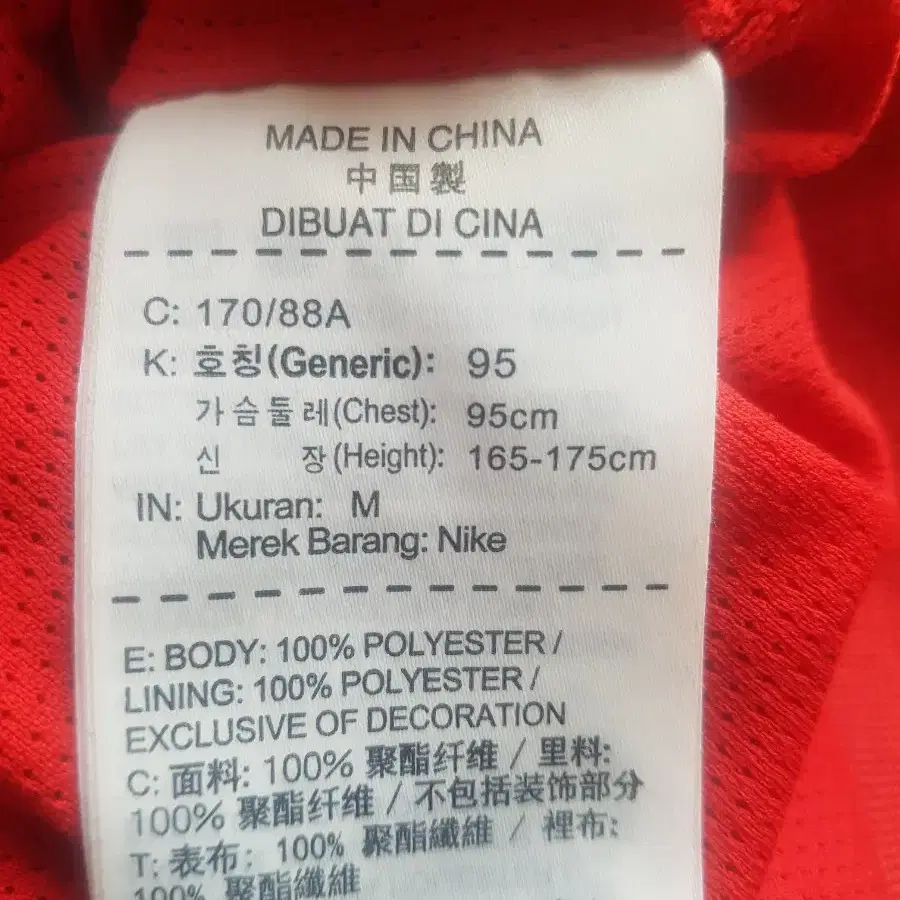 MADE IN CHINA
中国製
DIBUAT DI CINA
C: 170/88A
K: 호칭(Generic): 95
가슴둘레(Chest): 95cm
신 장(Height): 165-175cm
IN: Ukuran: M
Merek Barang: Nike
E: BODY: 100% POLYESTER /
LINING: 100% POLYESTER /
EXCLUSIVE OF DECORATION
C: 面料: 100% 聚酯纤维 / 里料:
100% 聚酯纤维 / 不包括装饰部分
T: 表布: 100% 聚酯纖維 / 裡布:
100% 聚酯纖維